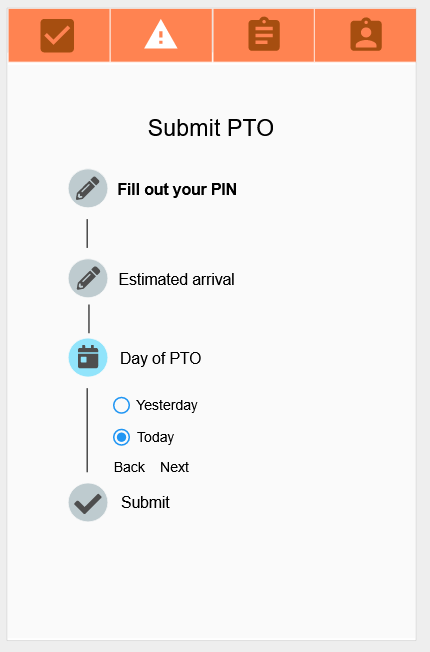 Submit PTO
Fill out your PIN
Estimated arrival
Day of PTO
Yesterday
Today
Back Next
Submit